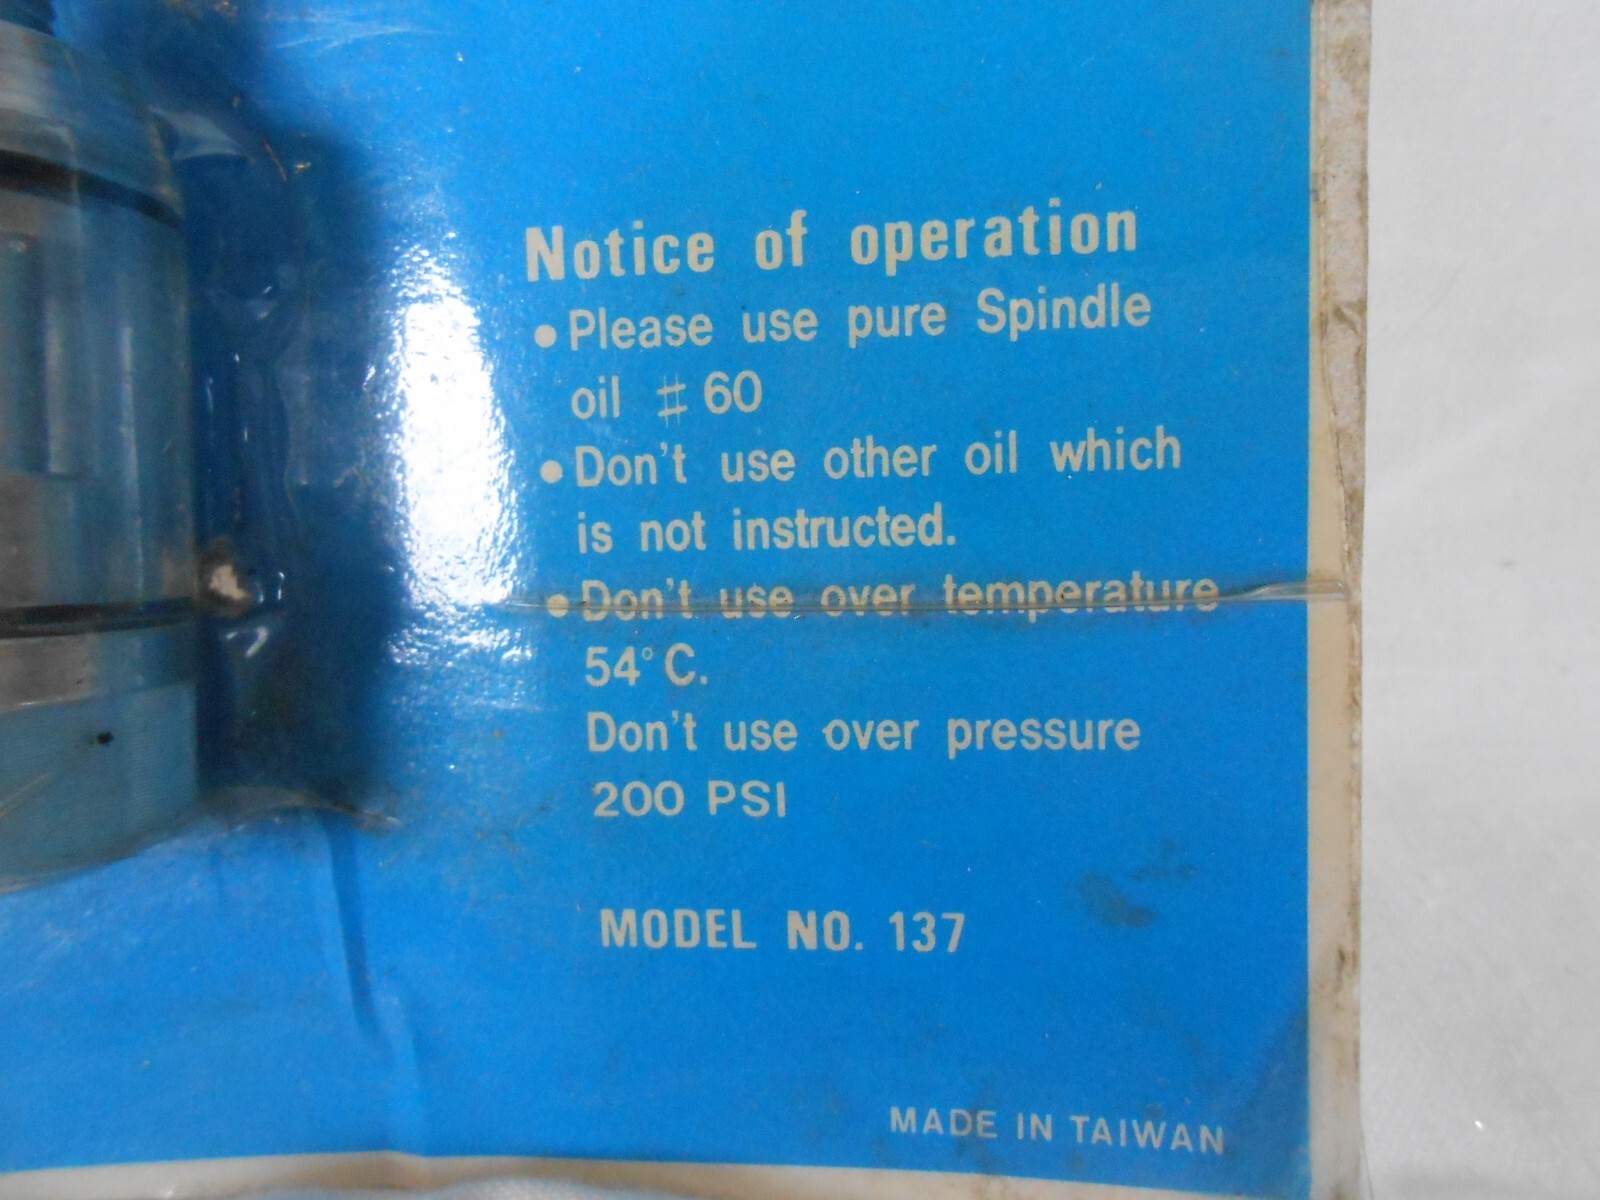 Notice of operation
• Please use pure Spindle
oil #60
• Don't use other oil which
is not instructed.
• Don't use over temperature
54°C.
Don't use over pressure
200 PSI
MODEL NO. 137
MADE IN TAIWAN